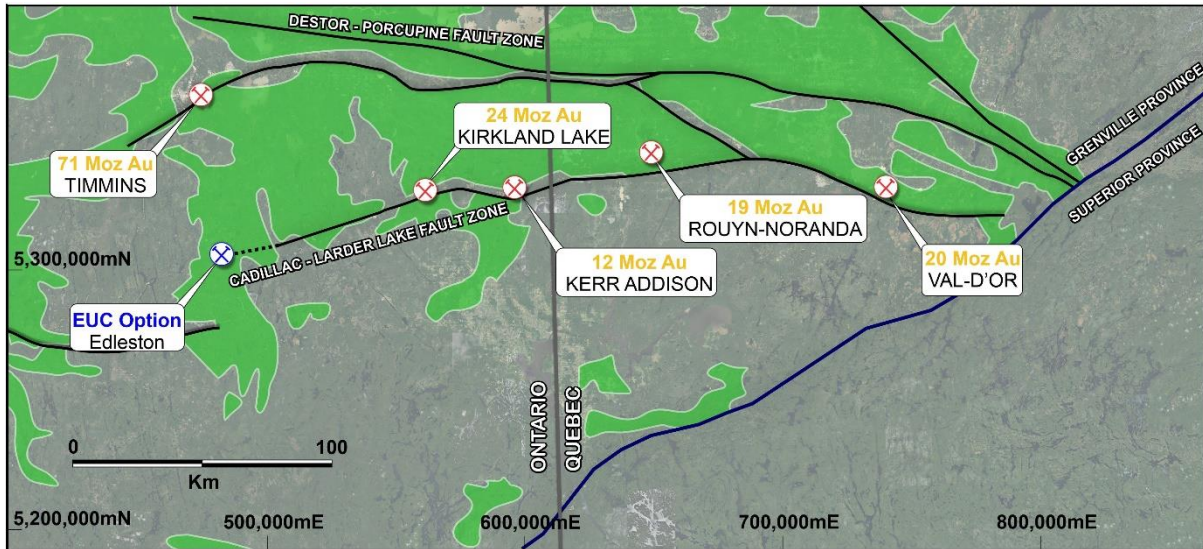 DESTOR - PORCUPINE FAULT ZONE
GRENVILLE PROVINCE
SUPERIOR PROVINCE
24 Moz Au
KIRKLAND LAKE
71 Moz Au
TIMMINS
19 Moz Au
ROUYN-NORANDA
CADILLAC - LARDER LAKE FAULT ZONE
12 Moz Au
KERR ADDISON
20 Moz Au
VAL-D'OR
5,300,000mN
EUC Option
Edleston
ONTARIO
QUEBEC
0 100
Km
5,200,000mN
500,000mE 600,000mE 700,000mE 800,000mE